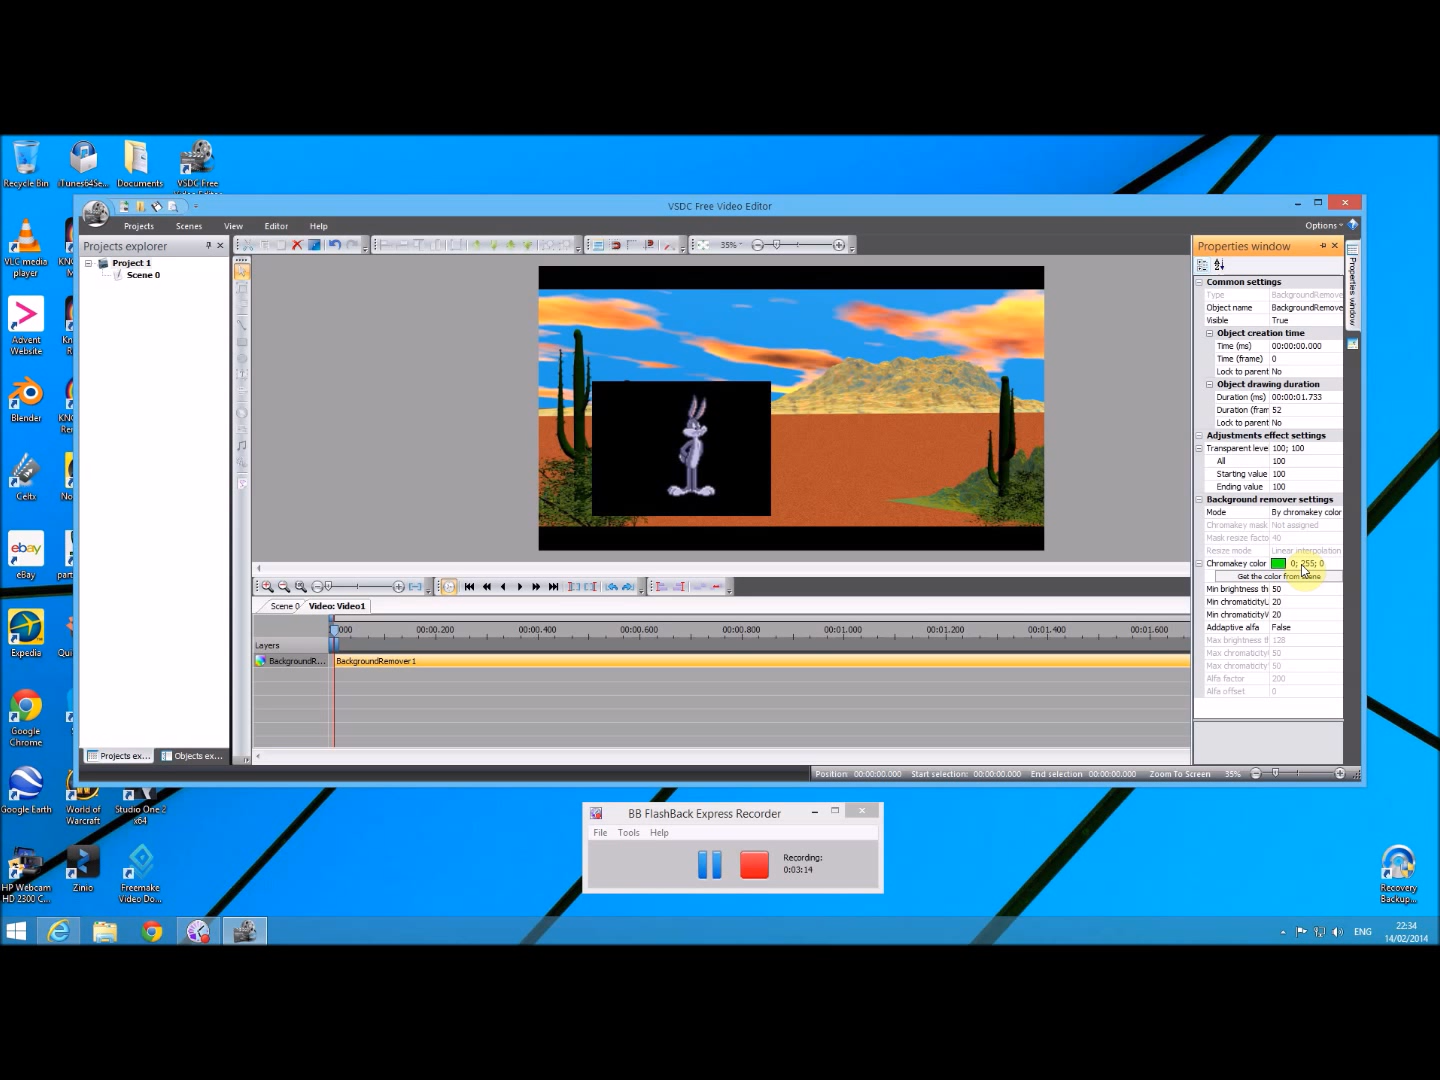 Recycle Bin
iTunes64Se...
Documents
VSDC Free
VLC media
player
Advent
Website
Blender
Celtx
eBay
Expedia
Google
Chrome
Google Earth
World of
Warcraft
Studio One 2
x64
HP Webcam
HD 2300 C...
Zinio
Freemake
Video Do...
Recovery
Backup...
VSDC Free Video Editor
Projects Scenes View Editor Help
Options
Projects explorer
Project 1
Scene 0
Projects ex...
Objects ex...
35%
Scene 0
Video: Video1
000 00:00.200 00:00.400 00:00.600 00:00.800 00:01.000 00:01.200 00:01.400 00:01.600
Layers
BackgroundR...
BackgroundRemover1
Properties window
Properties window
Common settings
Type BackgroundRemove
Object name BackgroundRemove
Visible True
Object creation time
Time (ms) 00:00:00.000
Time (frame) 0
Lock to parent No
Object drawing duration
Duration (ms) 00:00:01.733
Duration (fram 52
Lock to parent No
Adjustments effect settings
Transparent leve 100; 100
All 100
Starting value 100
Ending value 100
Background remover settings
Mode By chromakey color
Chromakey mask Not assigned
Mask resize facto 40
Resize mode Linear interpolation
Chromakey color 0; 255; 0
Get the color from scene
Min brightness th 50
Min chromaticityU 20
Min chromaticityV 20
Addaptive alfa False
Max brightness th 128
Max chromaticity 50
Max chromaticity 50
Alfa factor 200
Alfa offset 0
Position: 00:00:00.000 Start selection: 00:00:00.000 End selection 00:00:00.000 Zoom To Screen 35%
BB FlashBack Express Recorder
File Tools Help
Recording:
0:03:14
ENG
22:34
14/02/2014